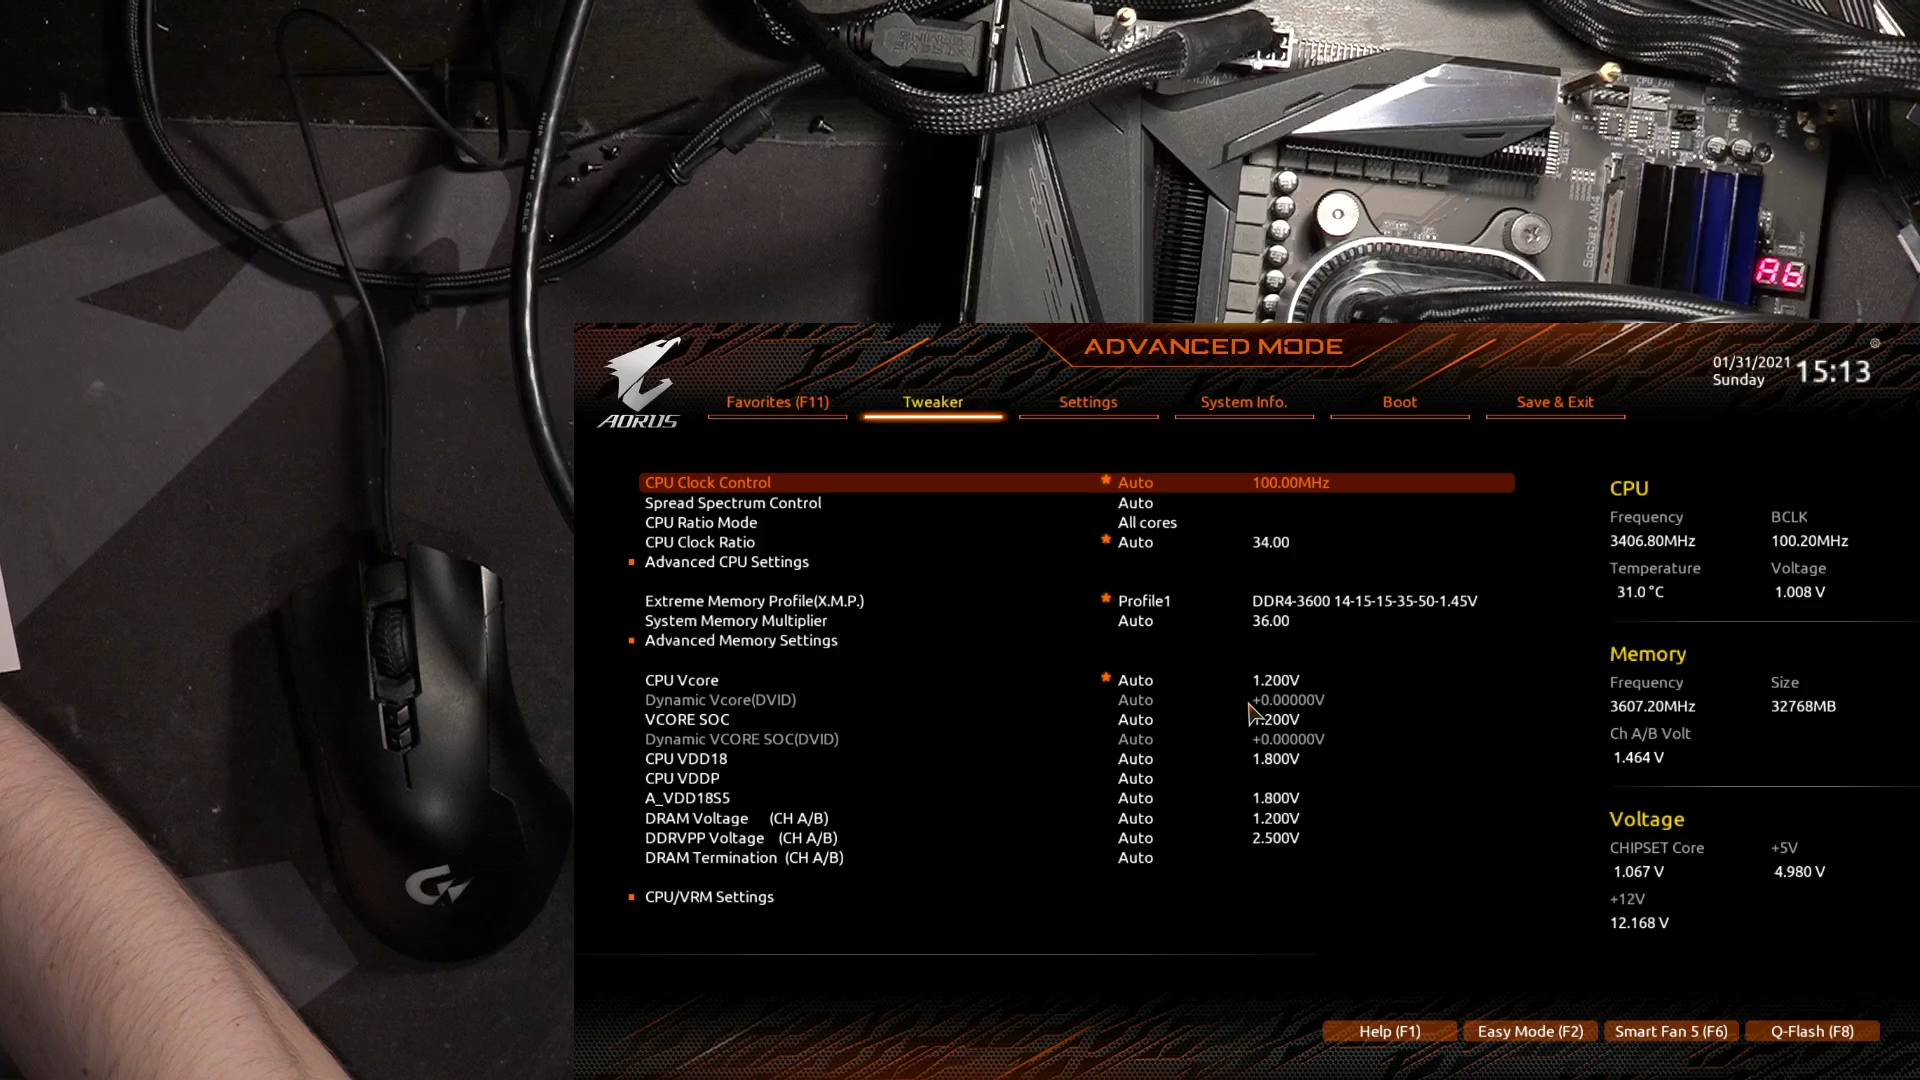 CPU_FAN
Socket AM4
A6
ADVANCED MODE
01/31/2021
Sunday
15:13
AORUS
Favorites (F11)
Tweaker
Settings
System Info.
Boot
Save & Exit
CPU Clock Control Auto 100.00MHz
Spread Spectrum Control Auto
CPU Ratio Mode All cores
CPU Clock Ratio Auto 34.00
Advanced CPU Settings
Extreme Memory Profile(X.M.P.) Profile1 DDR4-3600 14-15-15-35-50-1.45V
System Memory Multiplier Auto 36.00
Advanced Memory Settings
CPU Vcore Auto 1.200V
Dynamic Vcore(DVID) Auto +0.00000V
VCORE SOC Auto 1.200V
Dynamic VCORE SOC(DVID) Auto +0.00000V
CPU VDD18 Auto 1.800V
CPU VDDP Auto
A_VDD18S5 Auto 1.800V
DRAM Voltage (CH A/B) Auto 1.200V
DDRVPP Voltage (CH A/B) Auto 2.500V
DRAM Termination (CH A/B) Auto
CPU/VRM Settings
CPU
Frequency BCLK
3406.80MHz 100.20MHz
Temperature Voltage
31.0 °C 1.008 V
Memory
Frequency Size
3607.20MHz 32768MB
Ch A/B Volt
1.464 V
Voltage
CHIPSET Core +5V
1.067 V 4.980 V
+12V
12.168 V
Help (F1)
Easy Mode (F2)
Smart Fan 5 (F6)
Q-Flash (F8)